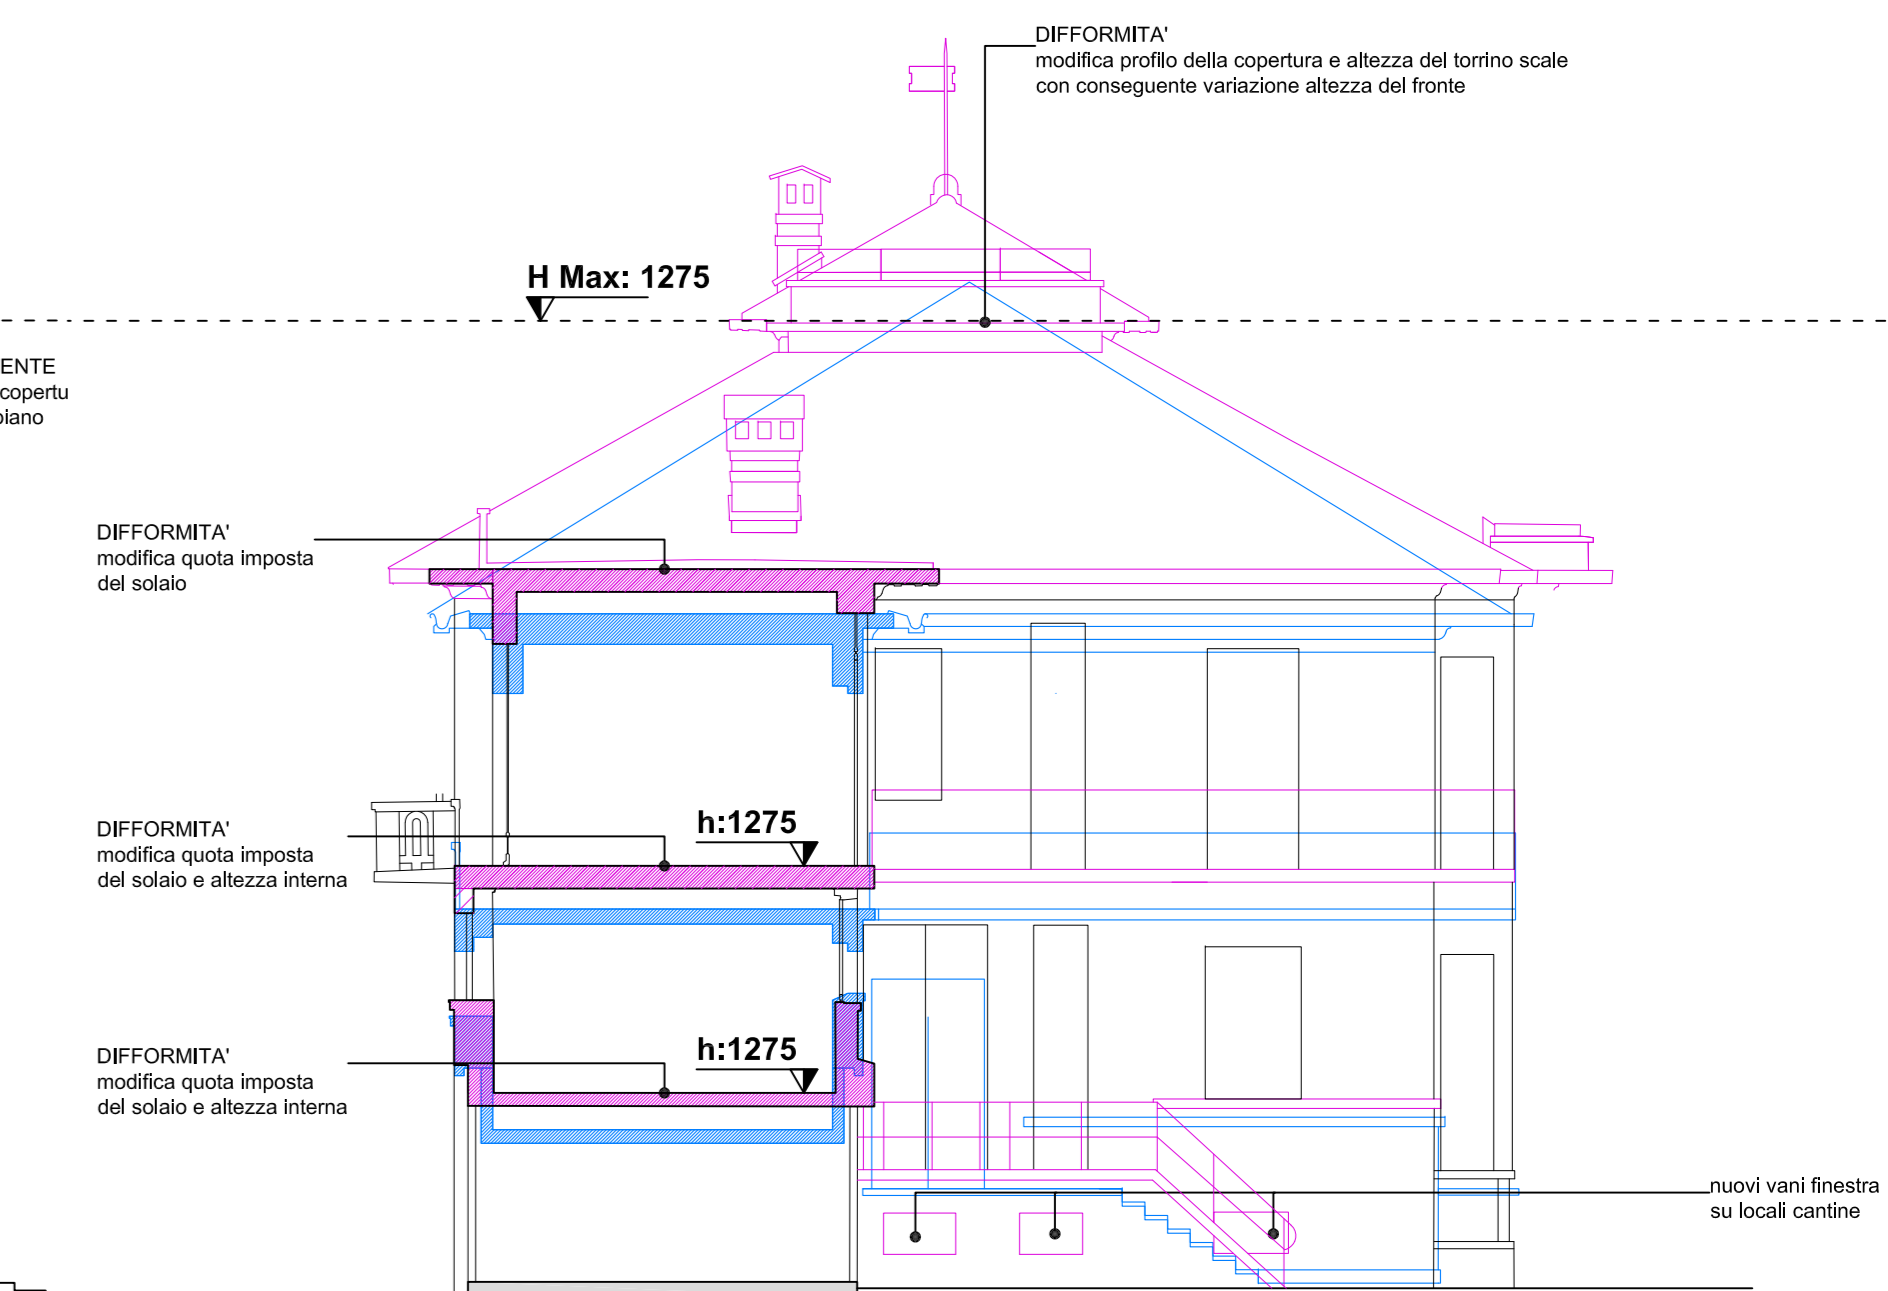 DIFFORMITA'
modifica profilo della copertura e altezza del torrino scale
con conseguente variazione altezza del fronte
H Max: 1275
ENTE
copertu
piano
DIFFORMITA'
modifica quota imposta
del solaio
DIFFORMITA'
modifica quota imposta
del solaio e altezza interna
h:1275
DIFFORMITA'
modifica quota imposta
del solaio e altezza interna
h:1275
nuovi vani finestra
su locali cantine